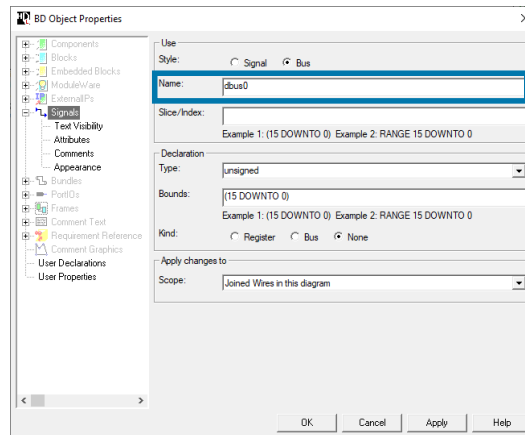 BD Object Properties
Components
Blocks
Embedded Blocks
ModuleWare
ExternalIPs
Signals
Text Visibility
Attributes
Comments
Appearance
Bundles
PortIOs
Frames
Comment Text
Requirement Reference
Comment Graphics
User Declarations
User Properties
Use
Style: Signal Bus
Name: dbus0
Slice/Index:
Example 1: (15 DOWNTO 0) Example 2: RANGE 15 DOWNTO 0
Declaration
Type: unsigned
Bounds: (15 DOWNTO 0)
Example 1: (15 DOWNTO 0) Example 2: RANGE 15 DOWNTO 0
Kind: Register Bus None
Apply changes to
Scope: Joined Wires in this diagram
OK Cancel Apply Help